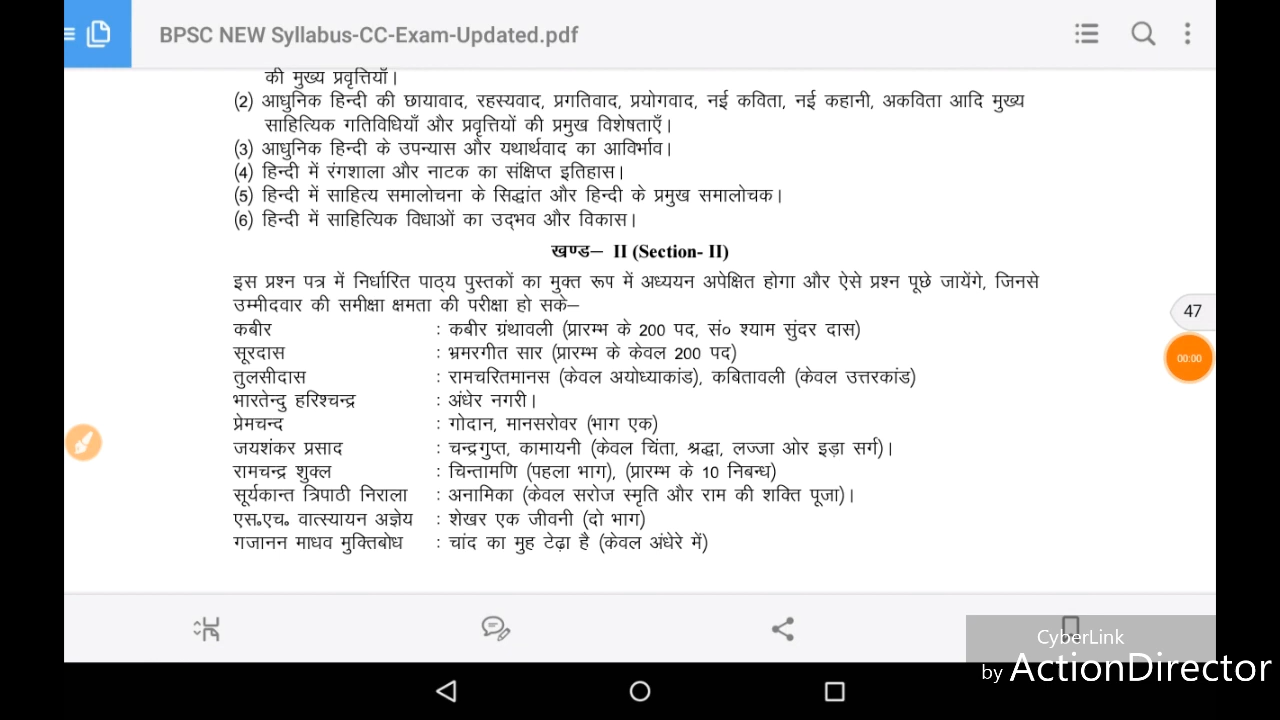 BPSC NEW Syllabus-CC-Exam-Updated.pdf
की मुख्य प्रवृत्तियाँ।
(2) आधुनिक हिन्दी की छायावाद, रहस्यवाद, प्रगतिवाद, प्रयोगवाद, नई कविता, नई कहानी, अकविता आदि मुख्य
साहित्यिक गतिविधियाँ और प्रवृत्तियों की प्रमुख विशेषताएँ।
(3) आधुनिक हिन्दी के उपन्यास और यथार्थवाद का आविर्भाव।
(4) हिन्दी में रंगशाला और नाटक का संक्षिप्त इतिहास।
(5) हिन्दी में साहित्य समालोचना के सिद्धांत और हिन्दी के प्रमुख समालोचक।
(6) हिन्दी में साहित्यिक विधाओं का उद्भव और विकास।
खण्ड– II (Section- II)
इस प्रश्न पत्र में निर्धारित पाठ्य पुस्तकों का मुक्त रूप में अध्ययन अपेक्षित होगा और ऐसे प्रश्न पूछे जायेंगे, जिनसे
उम्मीदवार की समीक्षा क्षमता की परीक्षा हो सके–
कबीर : कबीर ग्रंथावली (प्रारम्भ के 200 पद, सं० श्याम सुंदर दास)
सूरदास : भ्रमरगीत सार (प्रारम्भ के केवल 200 पद)
तुलसीदास : रामचरितमानस (केवल अयोध्याकांड), कबितावली (केवल उत्तरकांड)
भारतेन्दु हरिश्चन्द्र : अंधेर नगरी।
प्रेमचन्द : गोदान, मानसरोवर (भाग एक)
जयशंकर प्रसाद : चन्द्रगुप्त, कामायनी (केवल चिंता, श्रद्धा, लज्जा ओर इड़ा सर्ग)।
रामचन्द्र शुक्ल : चिन्तामणि (पहला भाग), (प्रारम्भ के 10 निबन्ध)
सूर्यकान्त त्रिपाठी निराला : अनामिका (केवल सरोज स्मृति और राम की शक्ति पूजा)।
एस०एच० वात्स्यायन अज्ञेय : शेखर एक जीवनी (दो भाग)
गजानन माधव मुक्तिबोध : चांद का मुह टेढ़ा है (केवल अंधेरे में)
47
00:00
CyberLink
by ActionDirector